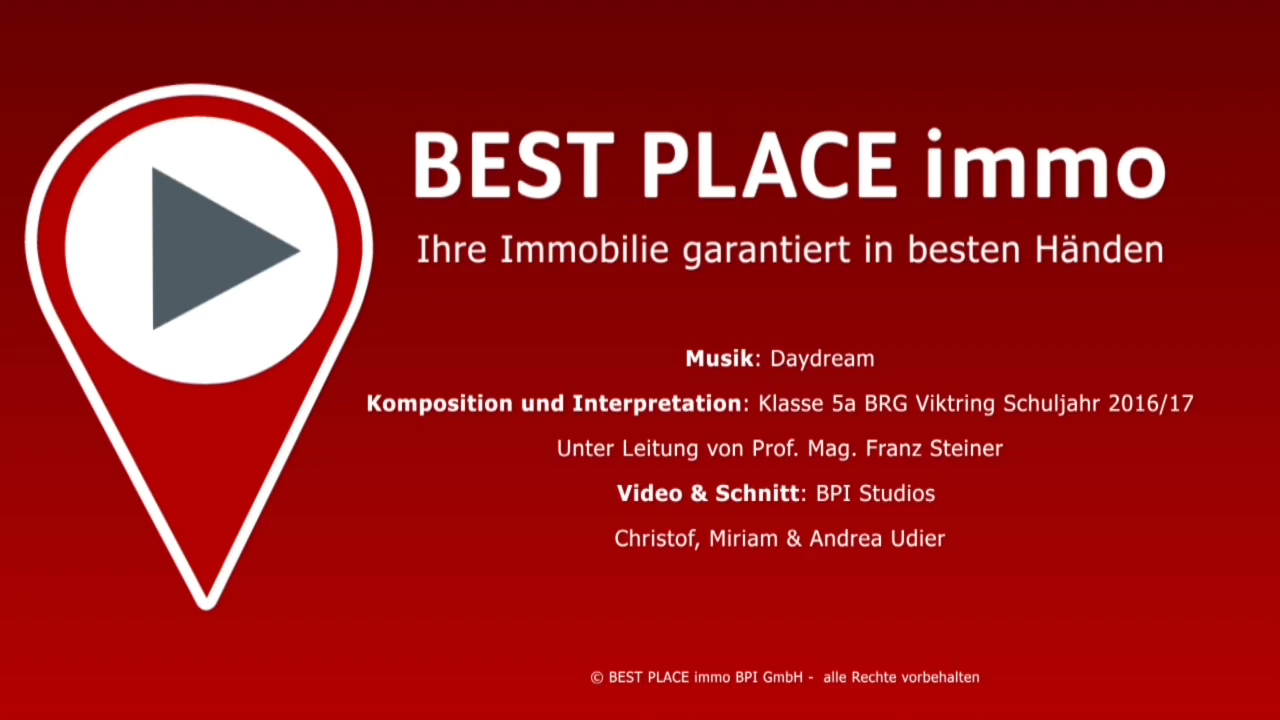 BEST PLACE immo
Ihre Immobilie garantiert in besten Händen
Musik: Daydream
Komposition und Interpretation: Klasse 5a BRG Viktring Schuljahr 2016/17
Unter Leitung von Prof. Mag. Franz Steiner
Video & Schnitt: BPI Studios
Christof, Miriam & Andrea Udier
© BEST PLACE immo BPI GmbH - alle Rechte vorbehalten